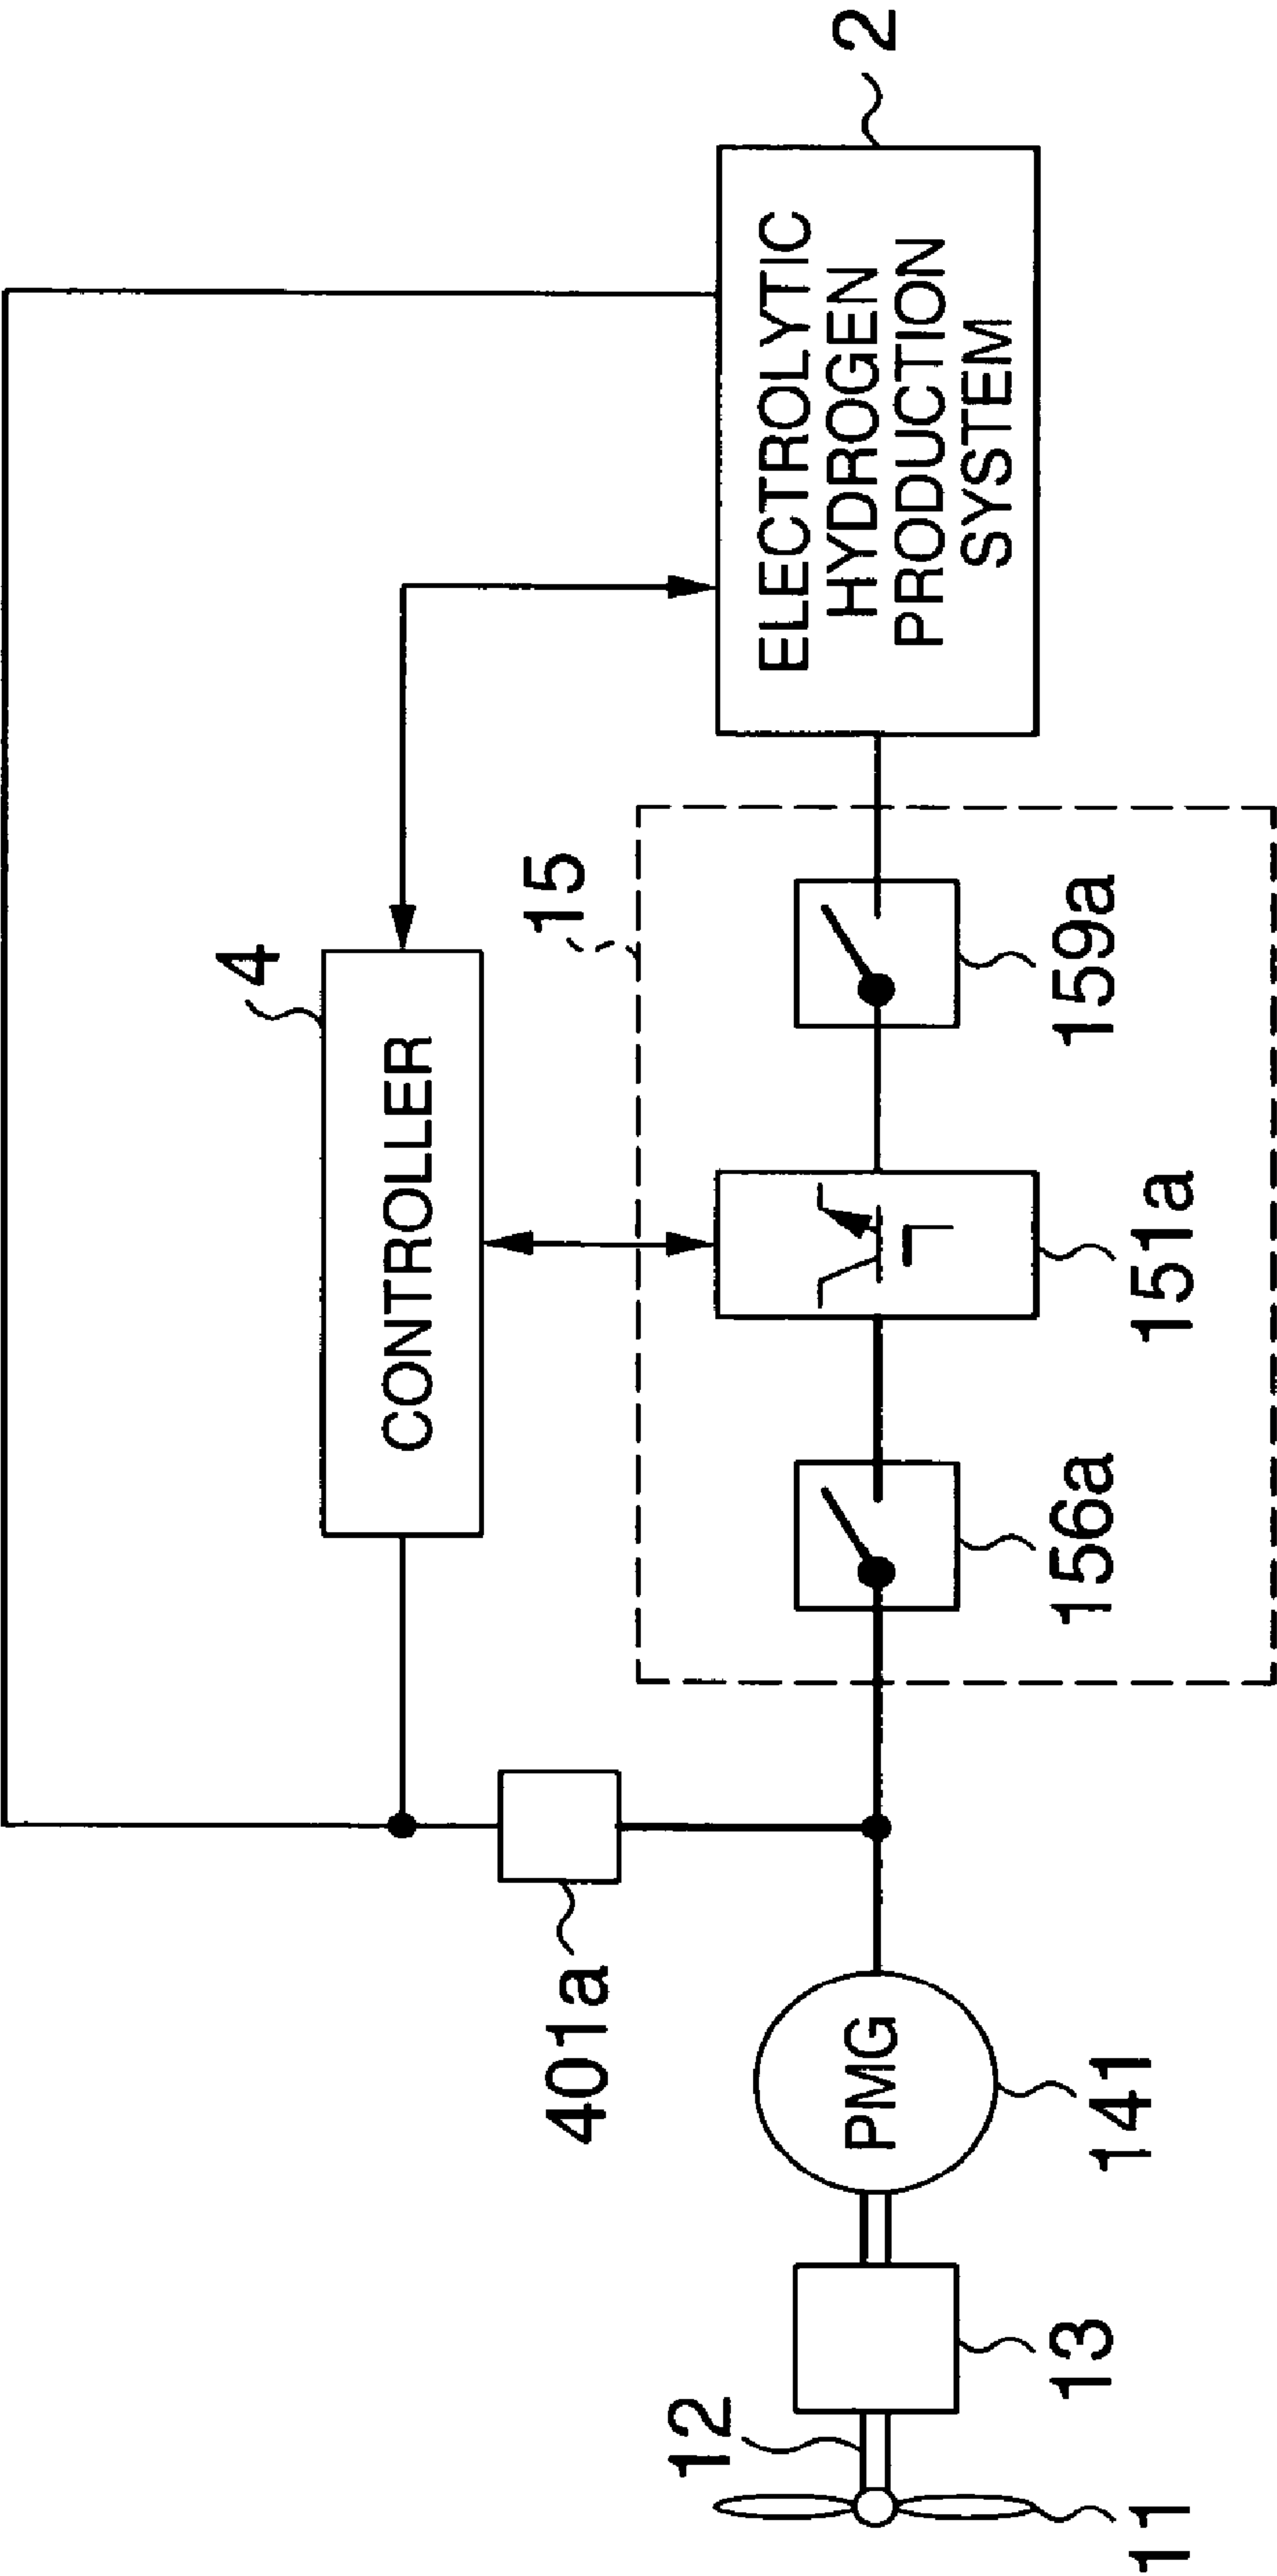 4
CONTROLLER
2
ELECTROLYTIC
HYDROGEN
PRODUCTION
SYSTEM
15
401a
12
PMG
11
13
141
156a
151a
159a